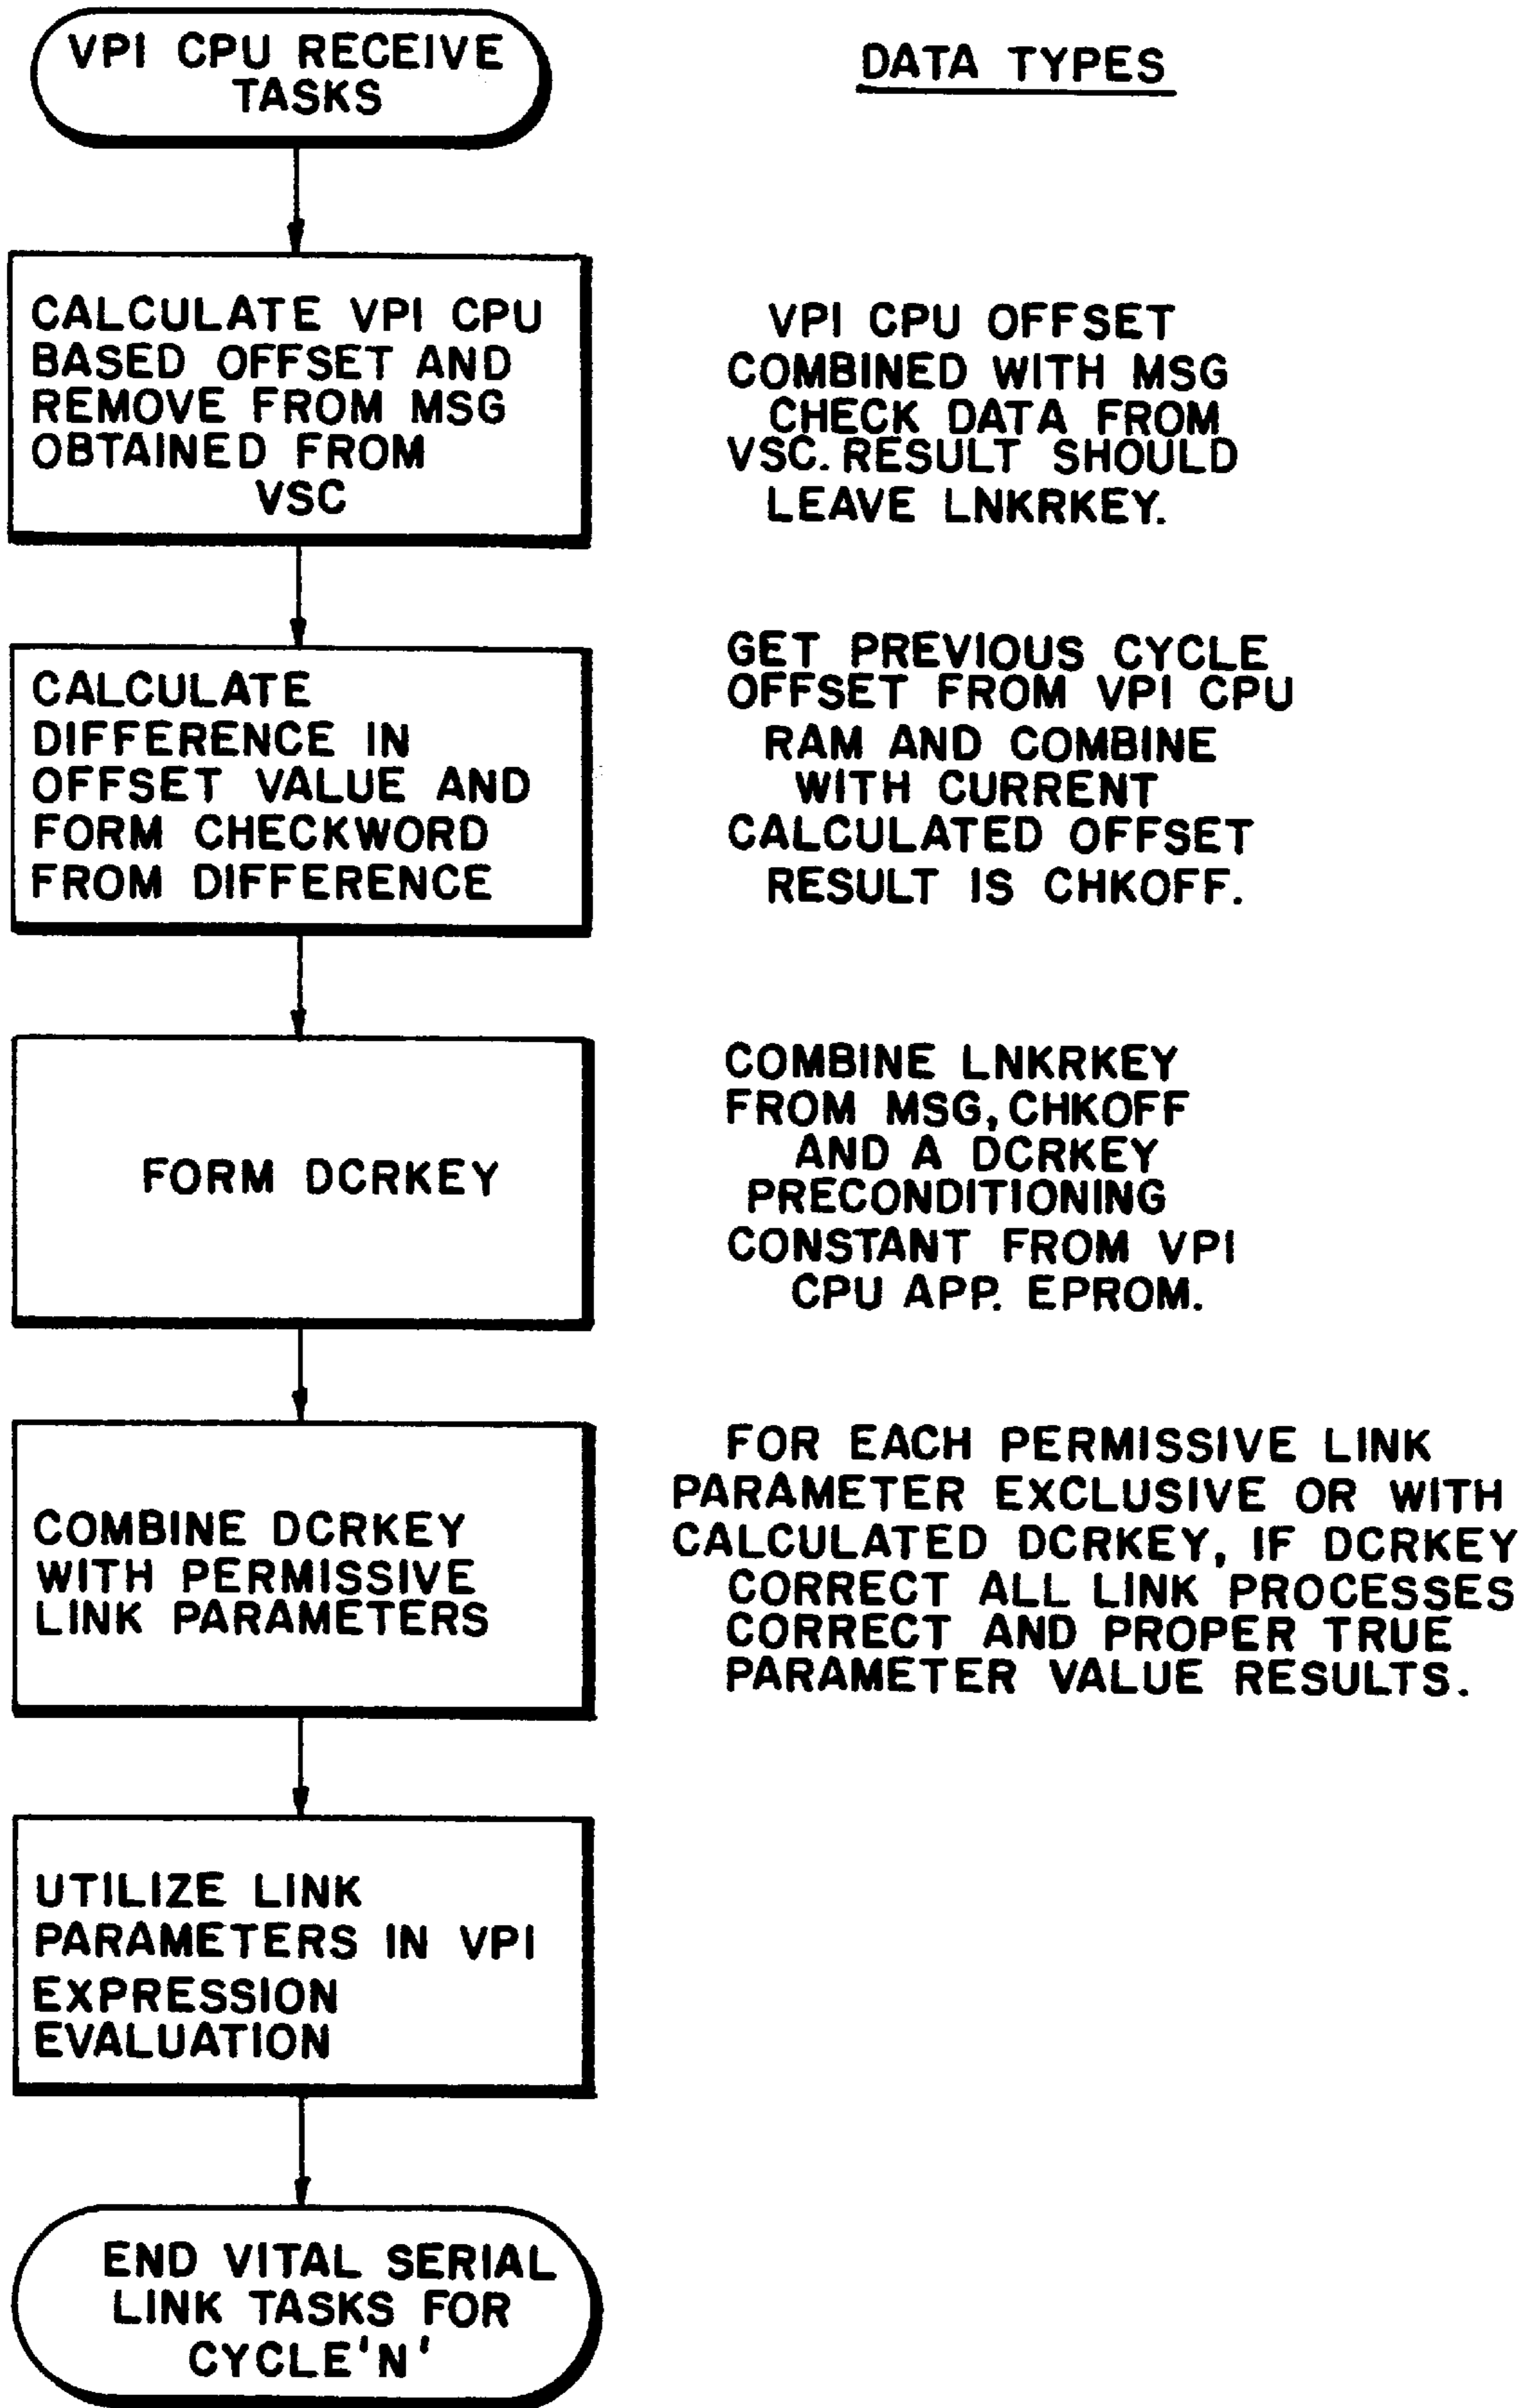 VPI CPU RECEIVE
TASKS
DATA TYPES
CALCULATE VPI CPU
BASED OFFSET AND
REMOVE FROM MSG
OBTAINED FROM
VSC
VPI CPU OFFSET
COMBINED WITH MSG
CHECK DATA FROM
VSC. RESULT SHOULD
LEAVE LNKRKEY.
CALCULATE
DIFFERENCE IN
OFFSET VALUE AND
FORM CHECKWORD
FROM DIFFERENCE
GET PREVIOUS CYCLE
OFFSET FROM VPI CPU
RAM AND COMBINE
WITH CURRENT
CALCULATED OFFSET
RESULT IS CHKOFF.
FORM DCRKEY
COMBINE LNKRKEY
FROM MSG, CHKOFF
AND A DCRKEY
PRECONDITIONING
CONSTANT FROM VPI
CPU APP. EPROM.
COMBINE DCRKEY
WITH PERMISSIVE
LINK PARAMETERS
FOR EACH PERMISSIVE LINK
PARAMETER EXCLUSIVE OR WITH
CALCULATED DCRKEY, IF DCRKEY
CORRECT ALL LINK PROCESSES
CORRECT AND PROPER TRUE
PARAMETER VALUE RESULTS.
UTILIZE LINK
PARAMETERS IN VPI
EXPRESSION
EVALUATION
END VITAL SERIAL
LINK TASKS FOR
CYCLE 'N'